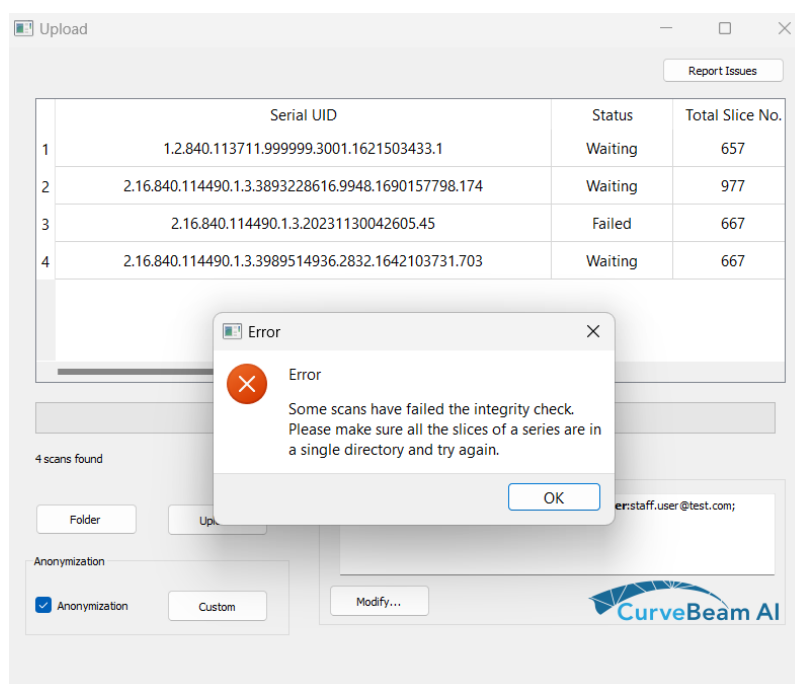 Upload
Report Issues
Serial UID Status Total Slice No.
1 1.2.840.113711.999999.3001.1621503433.1 Waiting 657
2 2.16.840.114490.1.3.3893228616.9948.1690157798.174 Waiting 977
3 2.16.840.114490.1.3.20231130042605.45 Failed 667
4 2.16.840.114490.1.3.3989514936.2832.1642103731.703 Waiting 667
Error
Error
Some scans have failed the integrity check.
Please make sure all the slices of a series are in
a single directory and try again.
OK
4 scans found
er:staff.user@test.com;
Folder
Anonymization
Anonymization
Custom
Modify...
CurveBeam AI